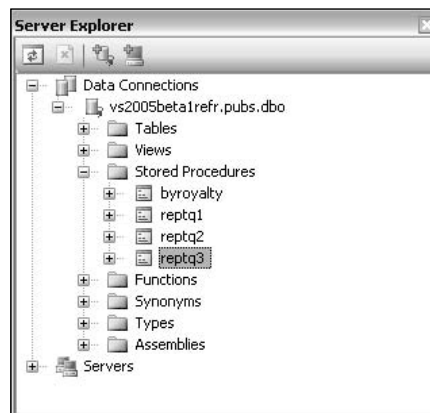 Server Explorer
Data Connections
vs2005beta1refr.pubs.dbo
Tables
Views
Stored Procedures
byroyalty
reptq1
reptq2
reptq3
Functions
Synonyms
Types
Assemblies
Servers